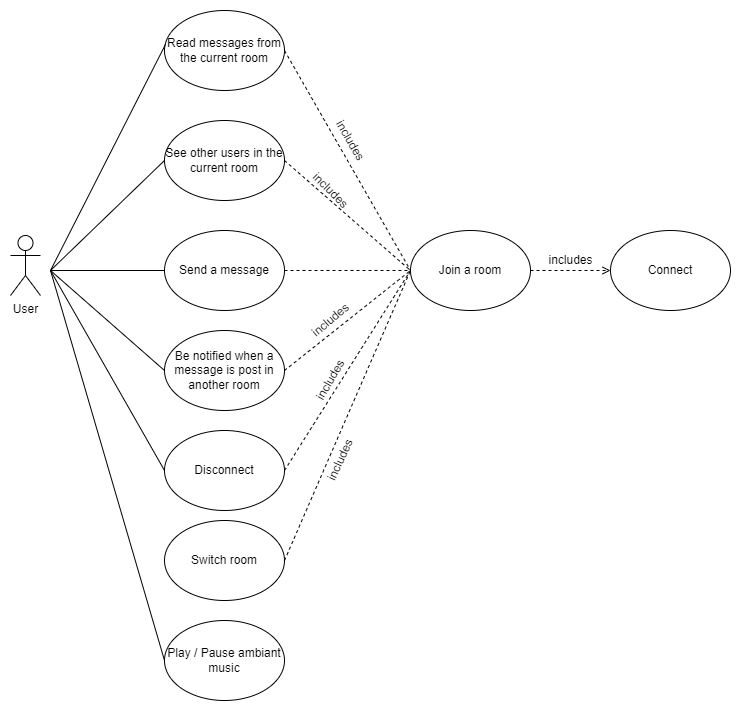 Read messages from
the current room
includes
See other users in the
current room
includes
User
Send a message
Join a room
includes
Connect
includes
Be notified when a
message is post in
another room
includes
Disconnect
includes
Switch room
Play / Pause ambiant
music